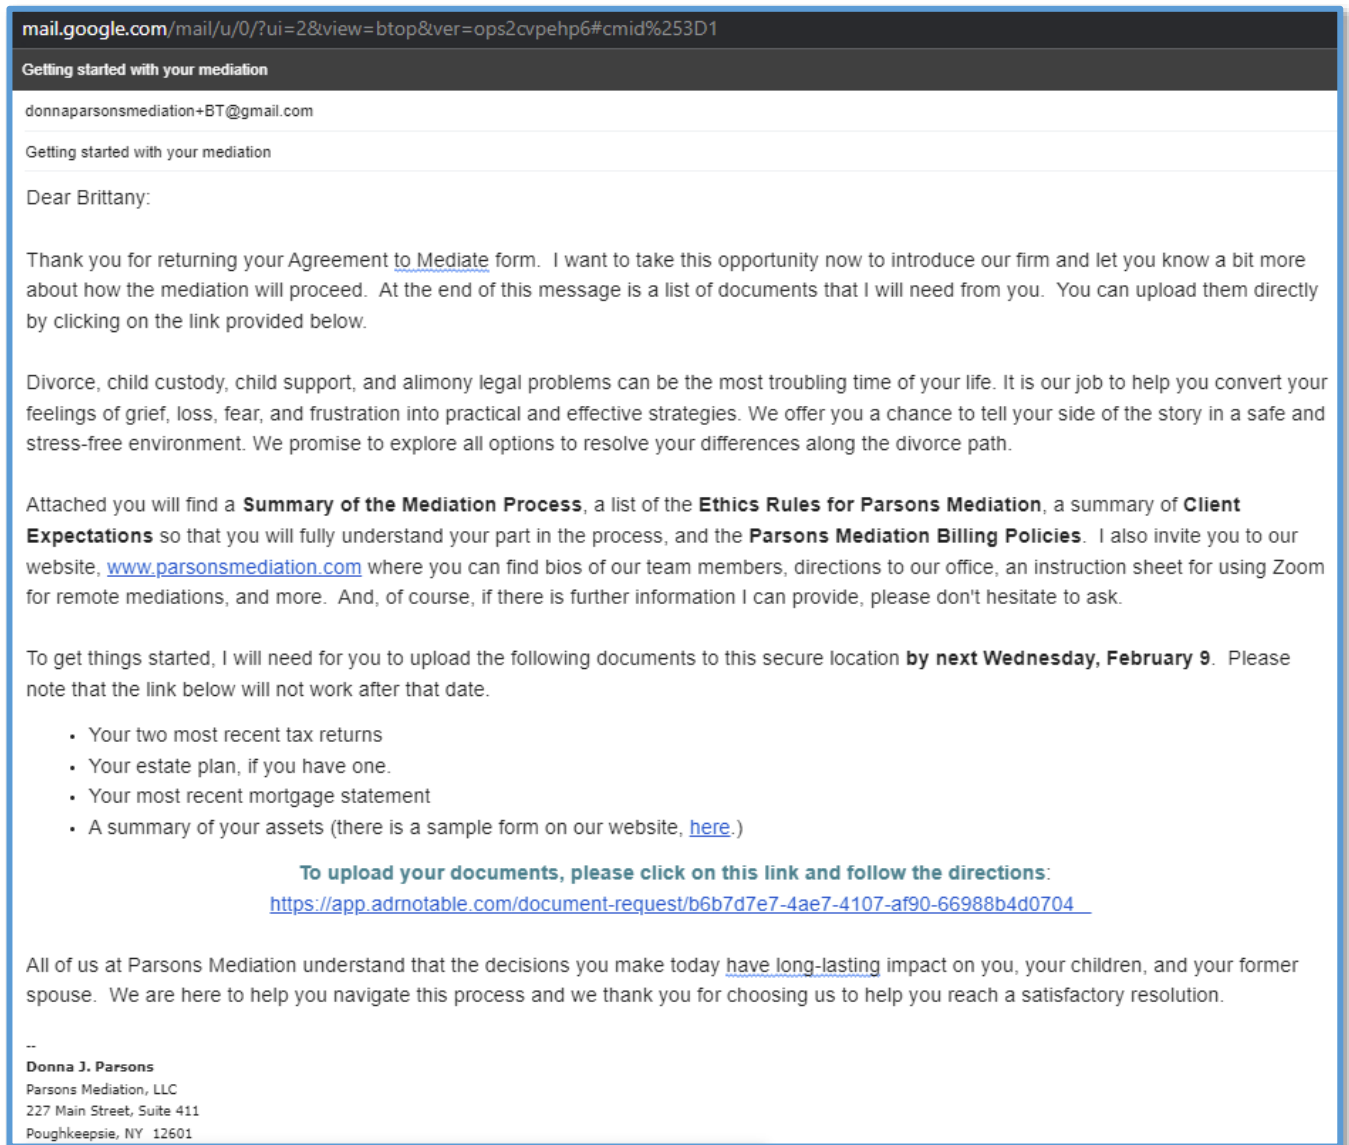 mail.google.com/mail/u/0/?ui=2&view=btop&ver=ops2cvpehp6#cmid%253D1
Getting started with your mediation
donnaparsonsmediation+BT@gmail.com
Getting started with your mediation
Dear Brittany:
Thank you for returning your Agreement to Mediate form.  I want to take this opportunity now to introduce our firm and let you know a bit more
about how the mediation will proceed.  At the end of this message is a list of documents that I will need from you.  You can upload them directly
by clicking on the link provided below.
Divorce, child custody, child support, and alimony legal problems can be the most troubling time of your life. It is our job to help you convert your
feelings of grief, loss, fear, and frustration into practical and effective strategies. We offer you a chance to tell your side of the story in a safe and
stress-free environment. We promise to explore all options to resolve your differences along the divorce path.
Attached you will find a Summary of the Mediation Process, a list of the Ethics Rules for Parsons Mediation, a summary of Client
Expectations so that you will fully understand your part in the process, and the Parsons Mediation Billing Policies.  I also invite you to our
website, www.parsonsmediation.com where you can find bios of our team members, directions to our office, an instruction sheet for using Zoom
for remote mediations, and more.  And, of course, if there is further information I can provide, please don't hesitate to ask.
To get things started, I will need for you to upload the following documents to this secure location by next Wednesday, February 9.  Please
note that the link below will not work after that date.
• Your two most recent tax returns
• Your estate plan, if you have one.
• Your most recent mortgage statement
• A summary of your assets (there is a sample form on our website, here.)
To upload your documents, please click on this link and follow the directions:
https://app.adrnotable.com/document-request/b6b7d7e7-4ae7-4107-af90-66988b4d0704
All of us at Parsons Mediation understand that the decisions you make today have long-lasting impact on you, your children, and your former
spouse.  We are here to help you navigate this process and we thank you for choosing us to help you reach a satisfactory resolution.
--
Donna J. Parsons
Parsons Mediation, LLC
227 Main Street, Suite 411
Poughkeepsie, NY  12601